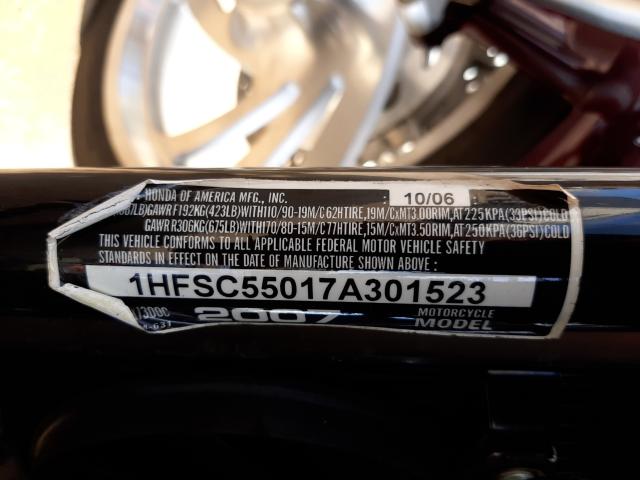 HONDA OF AMERICA MFG., INC. 10/06
GAWR F192KG(423LB)WITH110/90-19M/C 62HTIRE,19M/CxMT3.00RIM,AT225KPA(33PSI)COLD
GAWR R306KG(675LB)WITH170/80-15M/C77HTIRE,15M/CxMT3.50RIM,AT250KPA(36PSI)COLD
THIS VEHICLE CONFORMS TO ALL APPLICABLE FEDERAL MOTOR VEHICLE SAFETY
STANDARDS IN EFFECT ON THE DATE OF MANUFACTURE SHOWN ABOVE :
1HFSC55017A301523
2007 MOTORCYCLE
MODEL